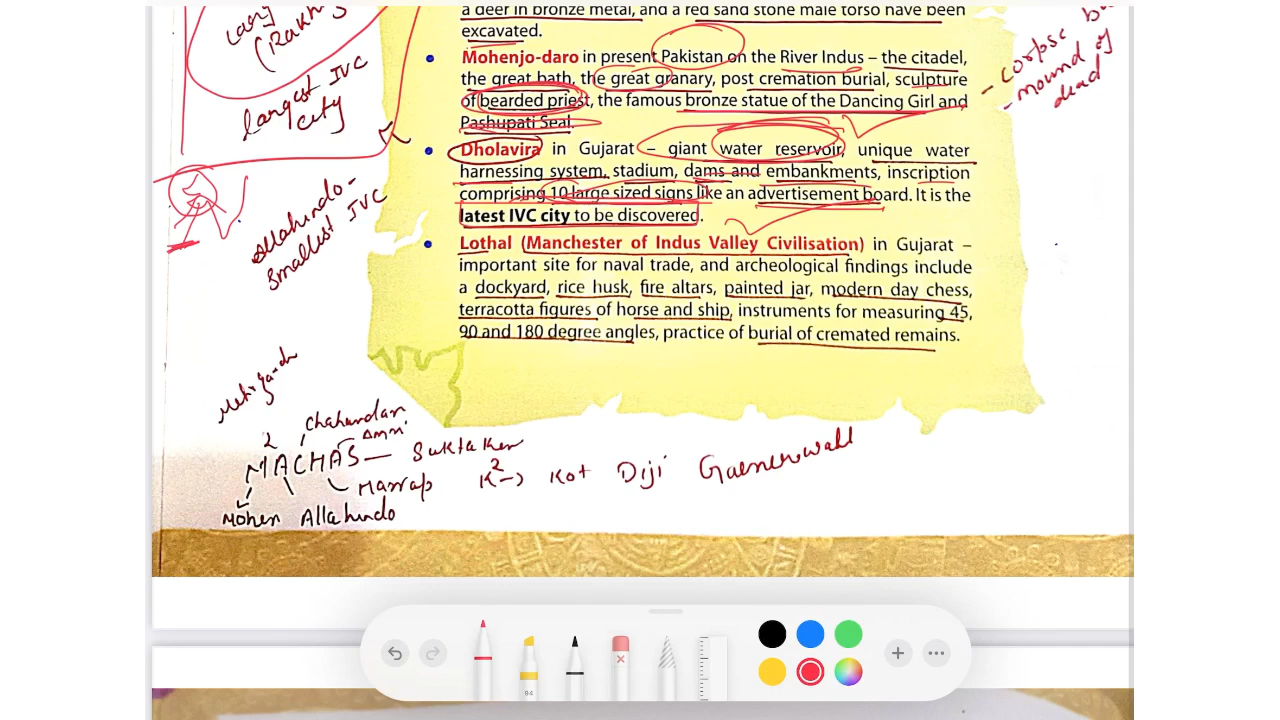 a deer in bronze metal, and a red sand stone male torso have been
excavated.
Mohenjo-daro in present Pakistan on the River Indus – the citadel,
the great bath, the great granary, post cremation burial, sculpture
of bearded priest, the famous bronze statue of the Dancing Girl and
Pashupati Seal.
Dholavira in Gujarat – giant water reservoir, unique water
harnessing system, stadium, dams and embankments, inscription
comprising 10 large sized signs like an advertisement board. It is the
latest IVC city to be discovered.
Lothal (Manchester of Indus Valley Civilisation) in Gujarat –
important site for naval trade, and archeological findings include
a dockyard, rice husk, fire altars, painted jar, modern day chess,
terracotta figures of horse and ship, instruments for measuring 45,
90 and 180 degree angles, practice of burial of cremated remains.
largest IVC
city
Allahindo-
smallest IVC
- corpse
- mound of
dead
2
MACHAS
Mohen
Allahindo
K2 → Kot Diji
94